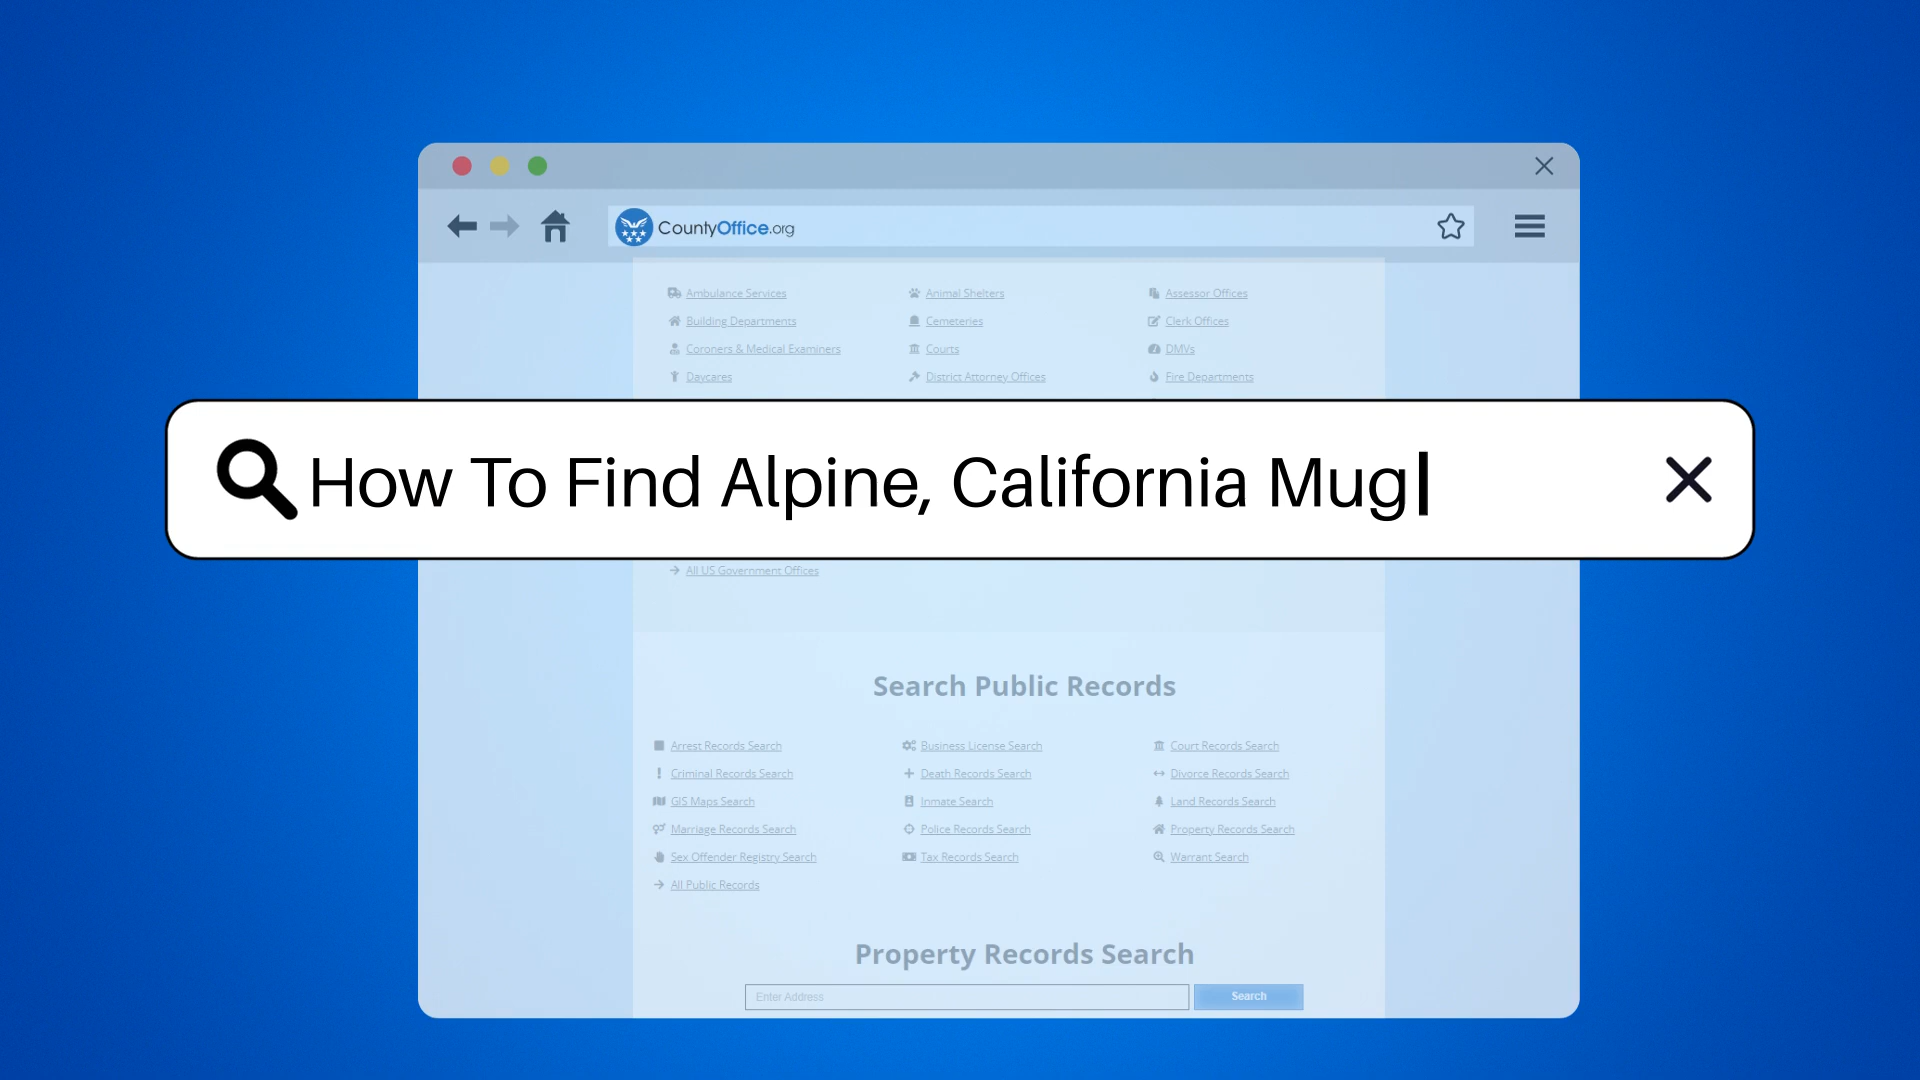 CountyOffice.org
Ambulance Services Animal Shelters Assessor Offices
Building Departments Cemeteries Clerk Offices
Coroners & Medical Examiners Courts DMVs
Daycares District Attorney Offices Fire Departments
How To Find Alpine, California Mug
All US Government Offices
Search Public Records
Arrest Records Search Business License Search Court Records Search
Criminal Records Search Death Records Search Divorce Records Search
GIS Maps Search Inmate Search Land Records Search
Marriage Records Search Police Records Search Property Records Search
Sex Offender Registry Search Tax Records Search Warrant Search
All Public Records
Property Records Search
Enter Address Search